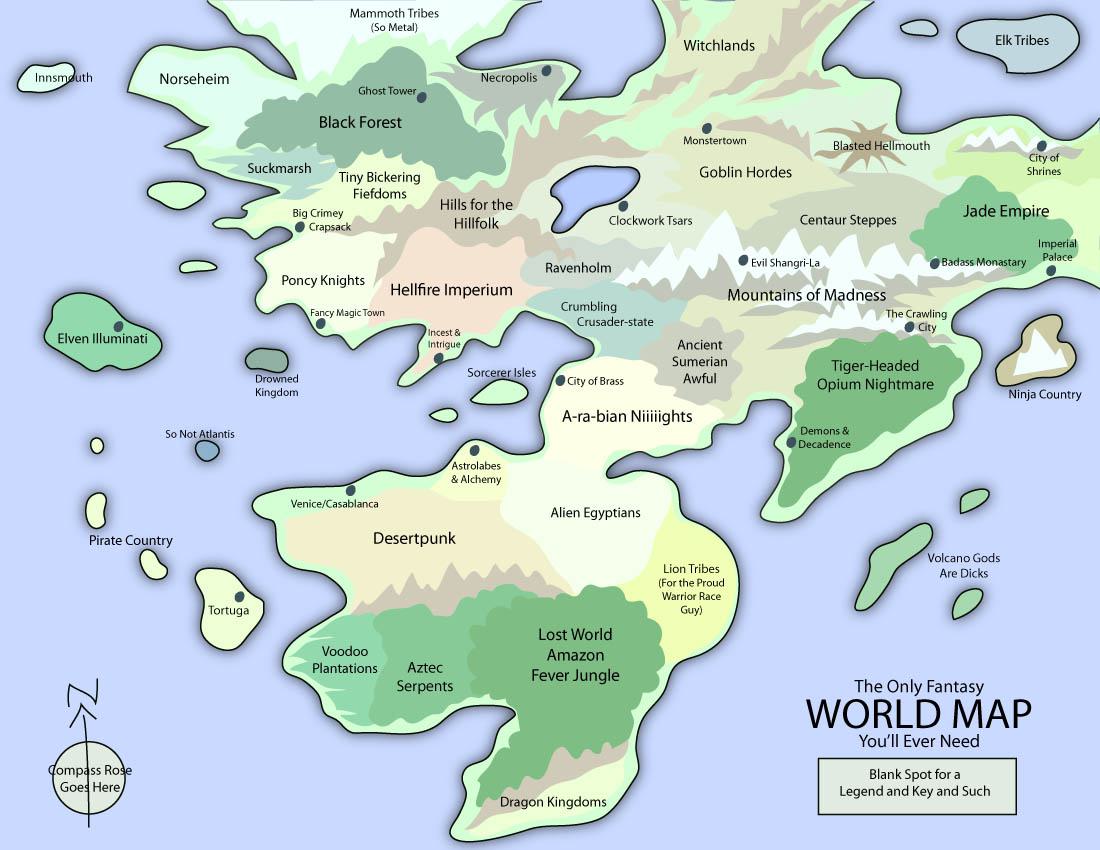 Mammoth Tribes
(So Metal)
Witchlands
Elk Tribes
Innsmouth
Norseheim
Necropolis
Ghost Tower
Black Forest
Monstertown
Blasted Hellmouth
City of
Shrines
Suckmarsh
Tiny Bickering
Fiefdoms
Goblin Hordes
Hills for the
Hillfolk
Big Crimey
Crapsack
Clockwork Tsars
Centaur Steppes
Jade Empire
Imperial
Palace
Poncy Knights
Hellfire Imperium
Ravenholm
Evil Shangri-La
Badass Monastary
Mountains of Madness
Fancy Magic Town
Crumbling
Crusader-state
The Crawling
City
Elven Illuminati
Incest &
Intrigue
Ancient
Sumerian
Awful
Tiger-Headed
Opium Nightmare
Drowned
Kingdom
Sorcerer Isles
City of Brass
Ninja Country
A-ra-bian Niiiiights
So Not Atlantis
Demons &
Decadence
Astrolabes
& Alchemy
Venice/Casablanca
Alien Egyptians
Pirate Country
Desertpunk
Lion Tribes
(For the Proud
Warrior Race
Guy)
Volcano Gods
Are Dicks
Tortuga
Voodoo
Plantations
Aztec
Serpents
Lost World
Amazon
Fever Jungle
Dragon Kingdoms
N
Compass Rose
Goes Here
The Only Fantasy
WORLD MAP
You'll Ever Need
Blank Spot for a
Legend and Key and Such